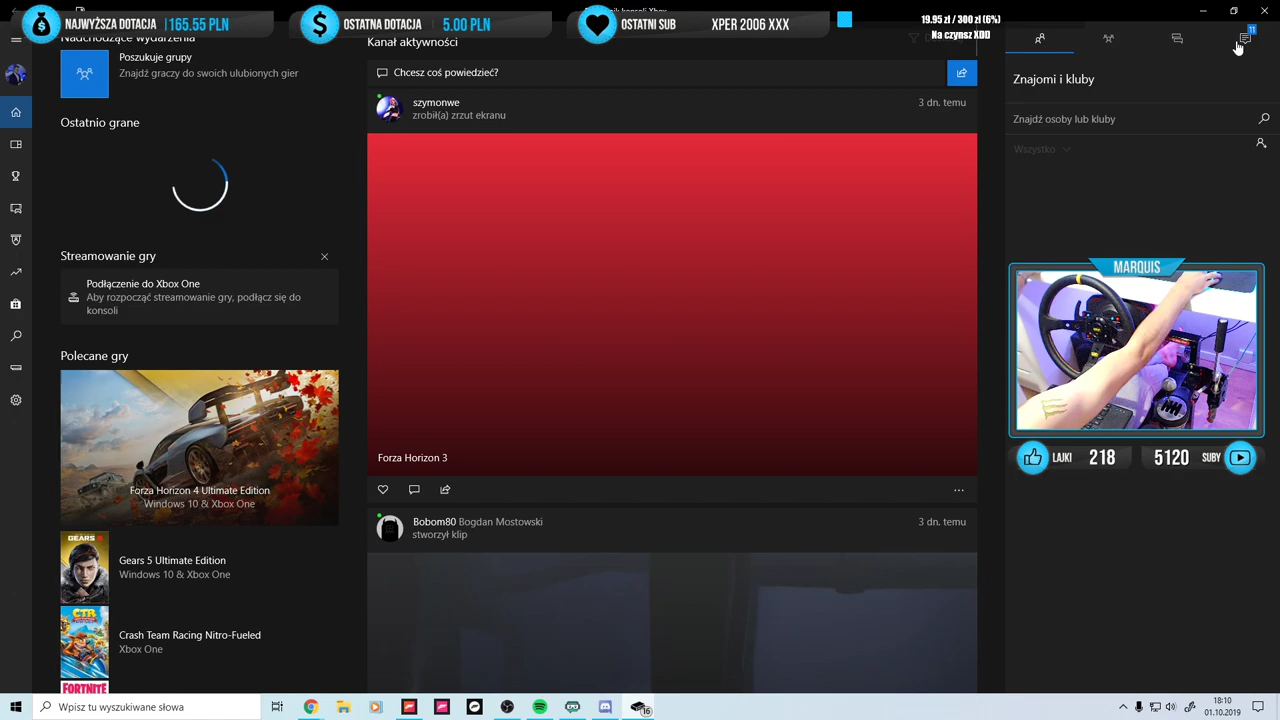 NAJWYŻSZA DOTACJA
165.55 PLN
OSTATNIA DOTACJA
5.00 PLN
OSTATNI SUB
XPER 2006 XXX
19.95 zł / 300 zł (6%)
Na czynsz XDD
11
Nadchodzące wydarzenia
Poszukuje grupy
Znajdź graczy do swoich ulubionych gier
Ostatnio grane
Streamowanie gry
Podłączenie do Xbox One
Aby rozpocząć streamowanie gry, podłącz się do
konsoli
Polecane gry
Forza Horizon 4 Ultimate Edition
Windows 10 & Xbox One
Gears 5 Ultimate Edition
Windows 10 & Xbox One
Crash Team Racing Nitro-Fueled
Xbox One
FORTNITE
Kanał aktywności
Chcesz coś powiedzieć?
szymonwe
3 dn. temu
zrobił(a) zrzut ekranu
Forza Horizon 3
Bobom80 Bogdan Mostowski
3 dn. temu
stworzył klip
Znajomi i kluby
Znajdź osoby lub kluby
Wszystko
MARQUIS
LAJKI 218
5120 SUBY
Wpisz tu wyszukiwane słowa
16
18:10
01.10.2019